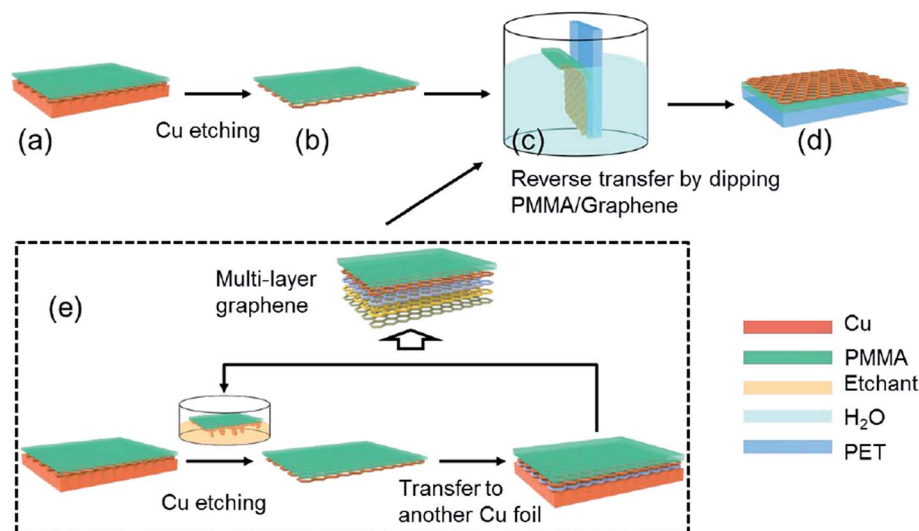 (a)
Cu etching
(b)
(c)
(d)
Reverse transfer by dipping
PMMA/Graphene
(e)
Multi-layer
graphene
Cu etching
Transfer to
another Cu foil
Cu
PMMA
Etchant
H₂O
PET